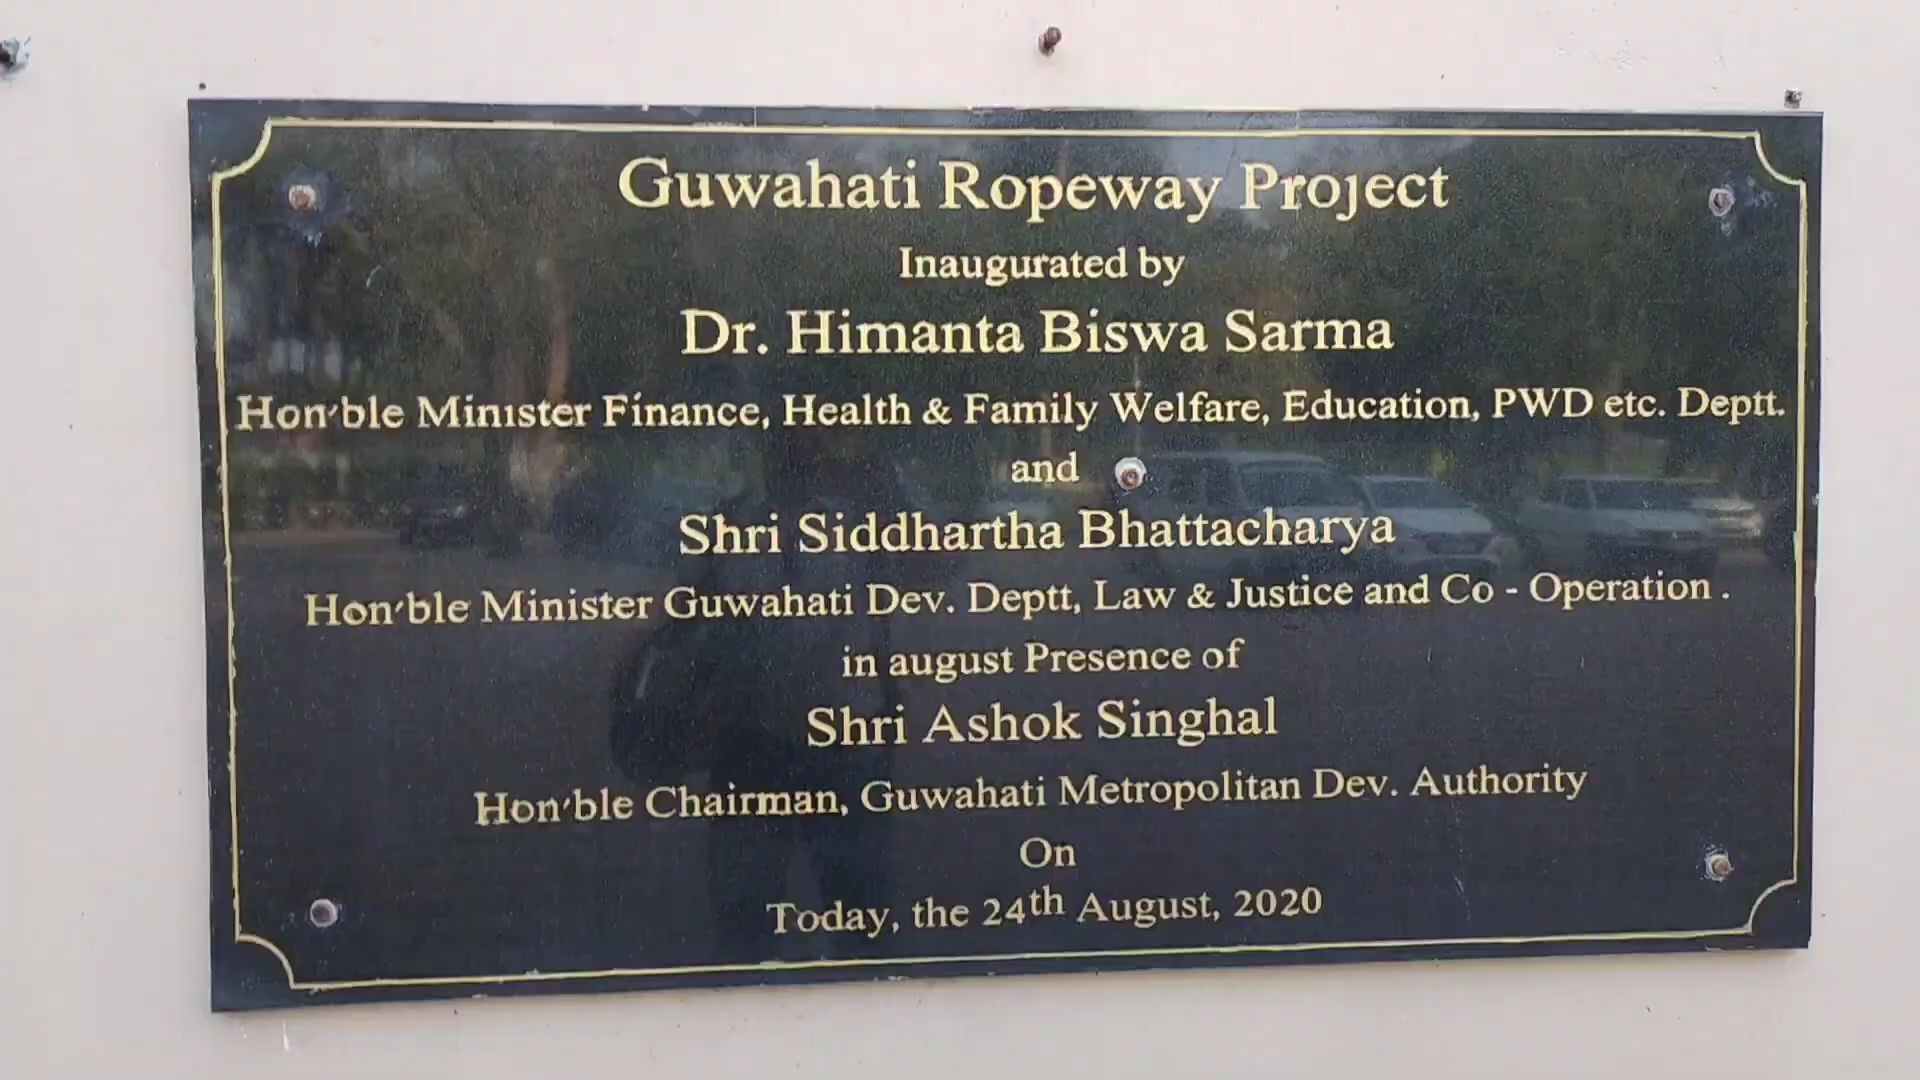 Guwahati Ropeway Project
Inaugurated by
Dr. Himanta Biswa Sarma
Hon'ble Minister Finance, Health & Family Welfare, Education, PWD etc. Deptt.
and
Shri Siddhartha Bhattacharya
Hon'ble Minister Guwahati Dev. Deptt, Law & Justice and Co - Operation .
in august Presence of
Shri Ashok Singhal
Hon'ble Chairman, Guwahati Metropolitan Dev. Authority
On
Today, the 24th August, 2020